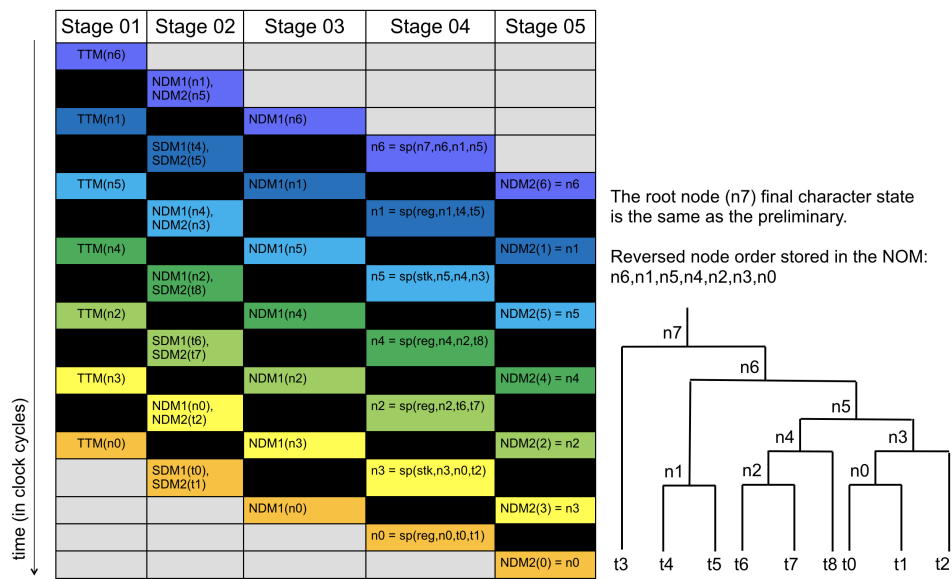 Stage 01 Stage 02 Stage 03 Stage 04 Stage 05
TTM(n6)
NDM1(n1),
NDM2(n5)
TTM(n1) NDM1(n6)
SDM1(t4), n6 = sp(n7,n6,n1,n5)
SDM2(t5)
TTM(n5) NDM1(n1) NDM2(6) = n6
NDM1(n4), n1 = sp(reg,n1,t4,t5)
NDM2(n3)
TTM(n4) NDM1(n5) NDM2(1) = n1
NDM1(n2), n5 = sp(stk,n5,n4,n3)
SDM2(t8)
TTM(n2) NDM1(n4) NDM2(5) = n5
SDM1(t6), n4 = sp(reg,n4,n2,t8)
SDM2(t7)
TTM(n3) NDM1(n2) NDM2(4) = n4
NDM1(n0), n2 = sp(reg,n2,t6,t7)
NDM2(t2)
TTM(n0) NDM1(n3) NDM2(2) = n2
SDM1(t0), n3 = sp(stk,n3,n0,t2)
SDM2(t1)
NDM1(n0) NDM2(3) = n3
n0 = sp(reg,n0,t0,t1)
NDM2(0) = n0
time (in clock cycles)
The root node (n7) final character state
is the same as the preliminary.
Reversed node order stored in the NOM:
n6,n1,n5,n4,n2,n3,n0
n7
n6
n5
n4 n3
n1 n2 n0
t3 t4 t5 t6 t7 t8 t0 t1 t2